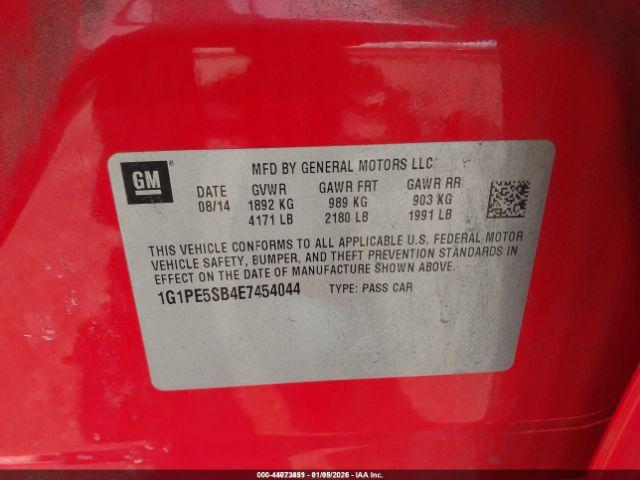 GM
MFD BY GENERAL MOTORS LLC
DATE GVWR GAWR FRT GAWR RR
08/14 1892 KG 989 KG 903 KG
4171 LB 2180 LB 1991 LB
THIS VEHICLE CONFORMS TO ALL APPLICABLE U.S. FEDERAL MOTOR
VEHICLE SAFETY, BUMPER, AND THEFT PREVENTION STANDARDS IN
EFFECT ON THE DATE OF MANUFACTURE SHOWN ABOVE.
1G1PE5SB4E7454044 TYPE: PASS CAR
000-44073459 - 01/05/2026 - IAA Inc.